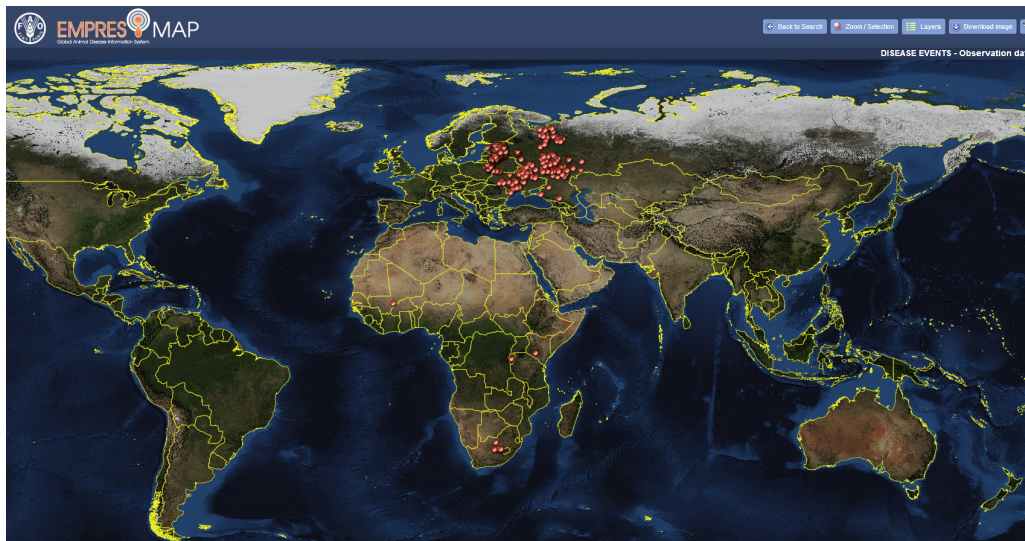 FAO
EMPRES MAP
Global Animal Disease Information System
Back to Search
Zoom / Selection
Layers
Download image
DISEASE EVENTS - Observation da